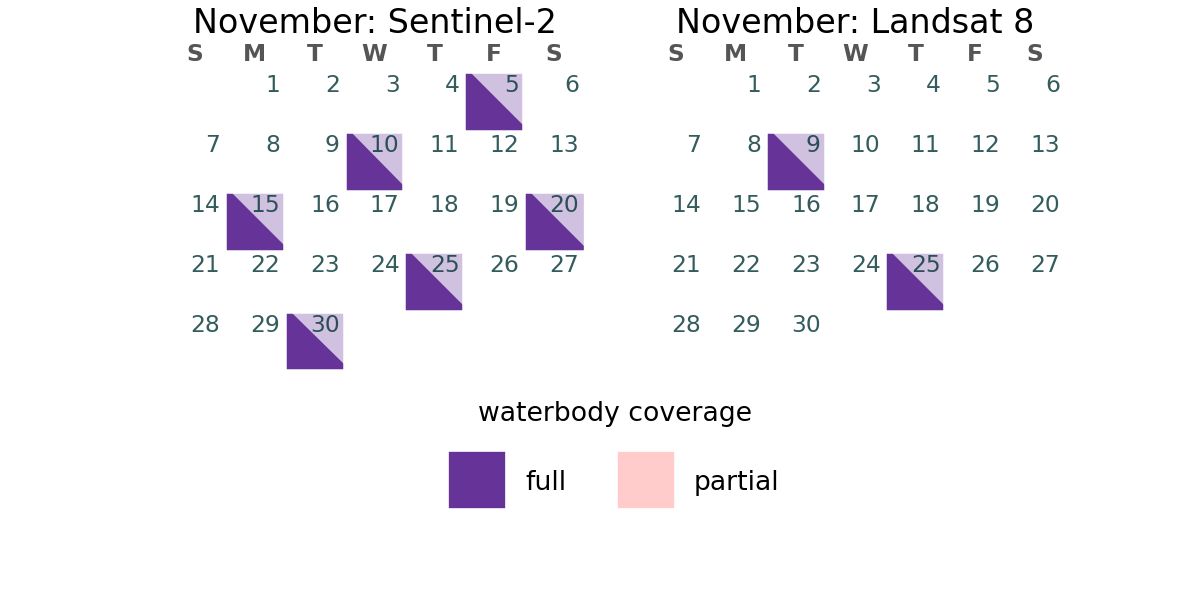 November: Sentinel-2
S M T W T F S
1 2 3 4 5 6
7 8 9 10 11 12 13
14 15 16 17 18 19 20
21 22 23 24 25 26 27
28 29 30
November: Landsat 8
S M T W T F S
1 2 3 4 5 6
7 8 9 10 11 12 13
14 15 16 17 18 19 20
21 22 23 24 25 26 27
28 29 30
waterbody coverage
full partial